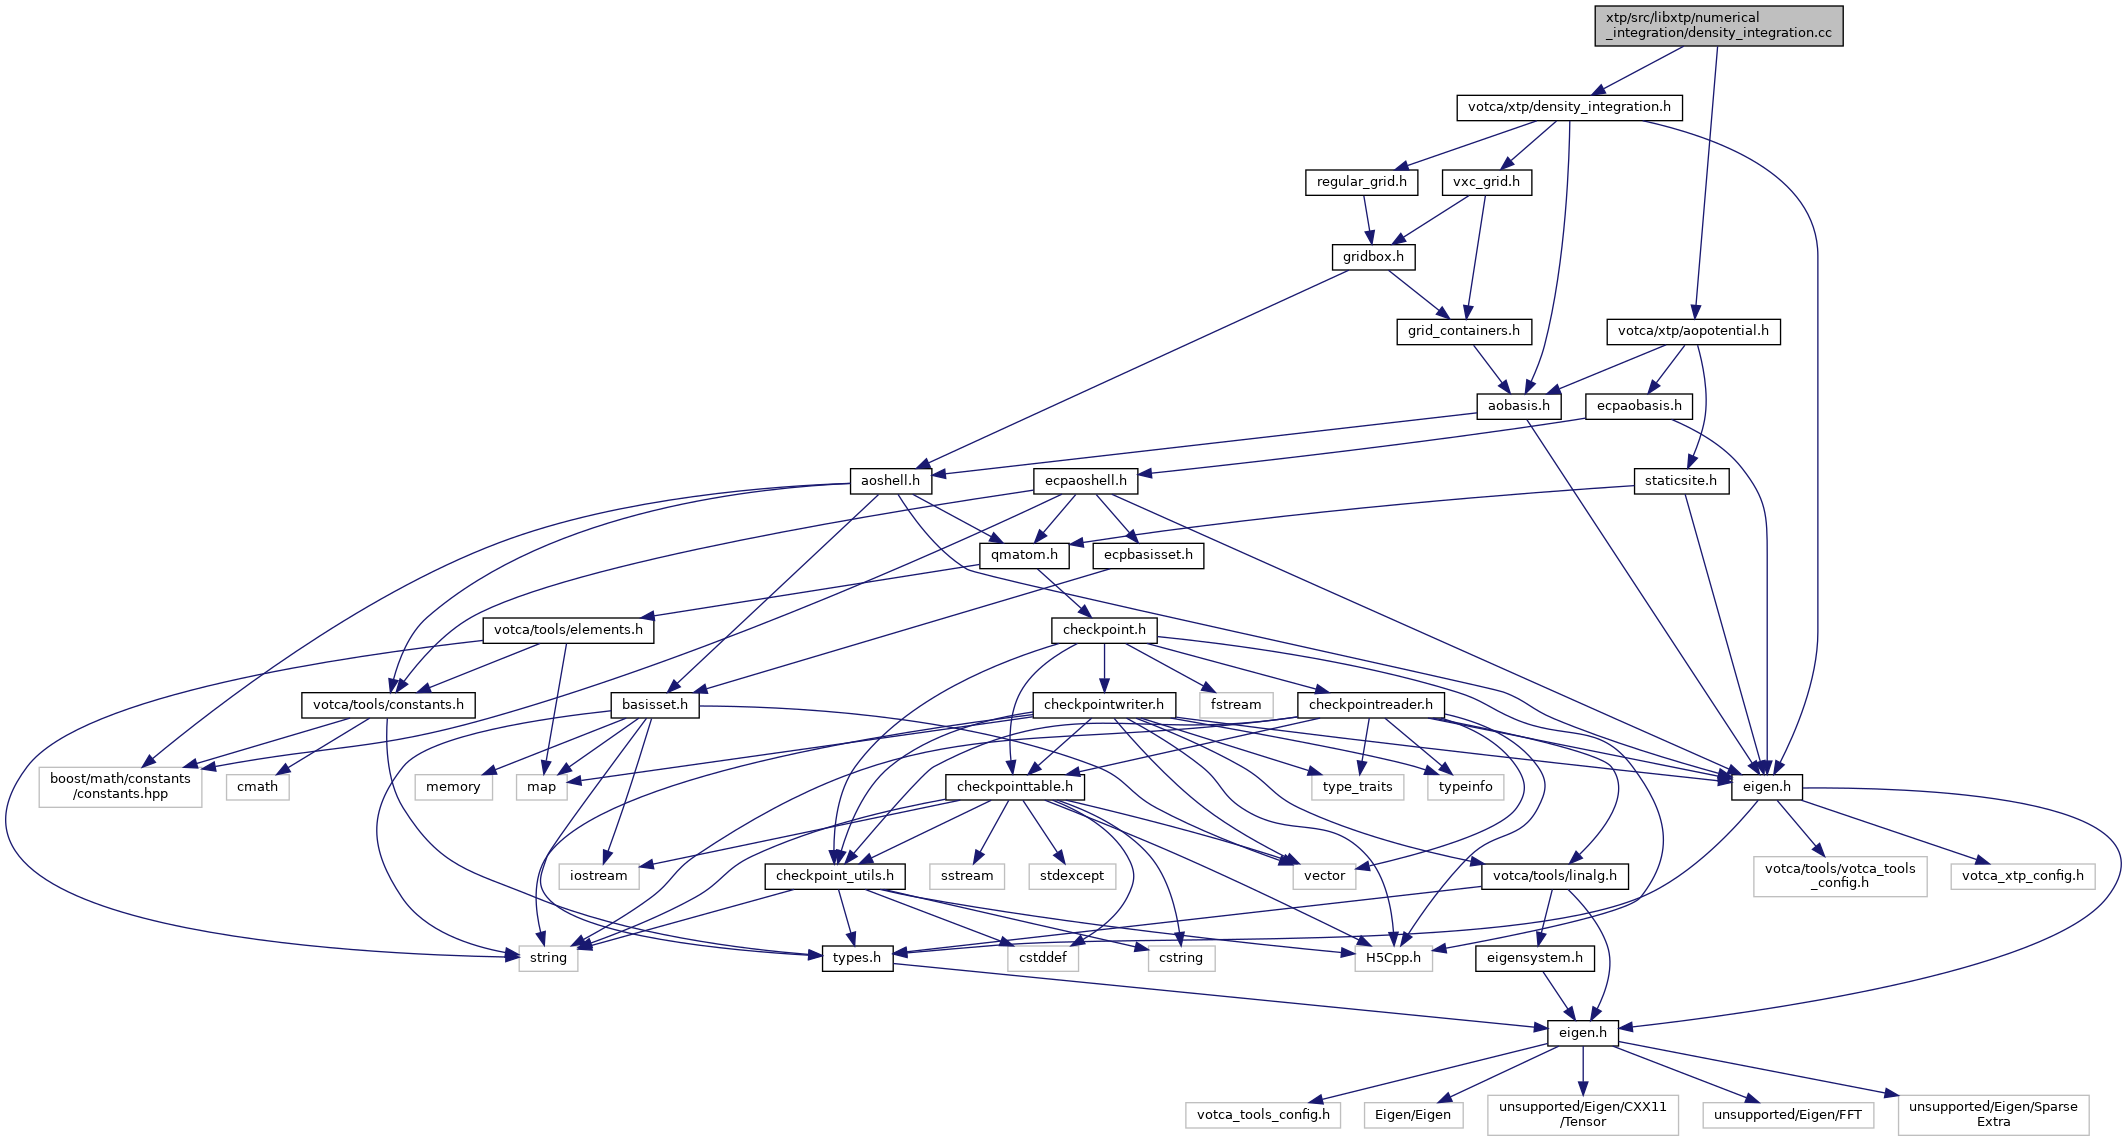 xtp/src/libxtp/numerical
_integration/density_integration.cc
votca/xtp/density_integration.h
regular_grid.h
vxc_grid.h
gridbox.h
grid_containers.h
votca/xtp/aopotential.h
aobasis.h
ecpaobasis.h
aoshell.h
ecpaoshell.h
staticsite.h
qmatom.h
ecpbasisset.h
votca/tools/elements.h
checkpoint.h
votca/tools/constants.h
basisset.h
checkpointwriter.h
fstream
checkpointreader.h
boost/math/constants
/constants.hpp
cmath
memory
map
checkpointtable.h
type_traits
typeinfo
eigen.h
iostream
checkpoint_utils.h
sstream
stdexcept
vector
votca/tools/linalg.h
votca/tools/votca_tools
_config.h
votca_xtp_config.h
string
types.h
cstddef
cstring
H5Cpp.h
eigensystem.h
eigen.h
votca_tools_config.h
Eigen/Eigen
unsupported/Eigen/CXX11
/Tensor
unsupported/Eigen/FFT
unsupported/Eigen/Sparse
Extra